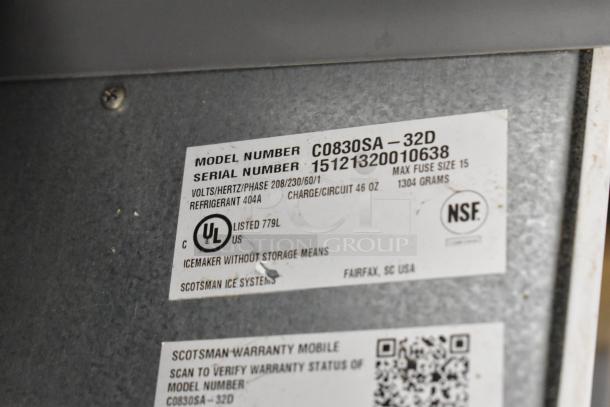 MODEL NUMBER C0830SA-32D
SERIAL NUMBER 15121320010638
VOLTS/HERTZ/PHASE 208/230/60/1 MAX FUSE SIZE 15
REFRIGERANT 404A CHARGE/CIRCUIT 46 OZ 1304 GRAMS
C UL US LISTED 779L
NSF
ICEMAKER WITHOUT STORAGE MEANS
SCOTSMAN ICE SYSTEMS FAIRFAX, SC USA
AUCTION GROUP
SCOTSMAN WARRANTY MOBILE
SCAN TO VERIFY WARRANTY STATUS OF
MODEL NUMBER
C0830SA-32D